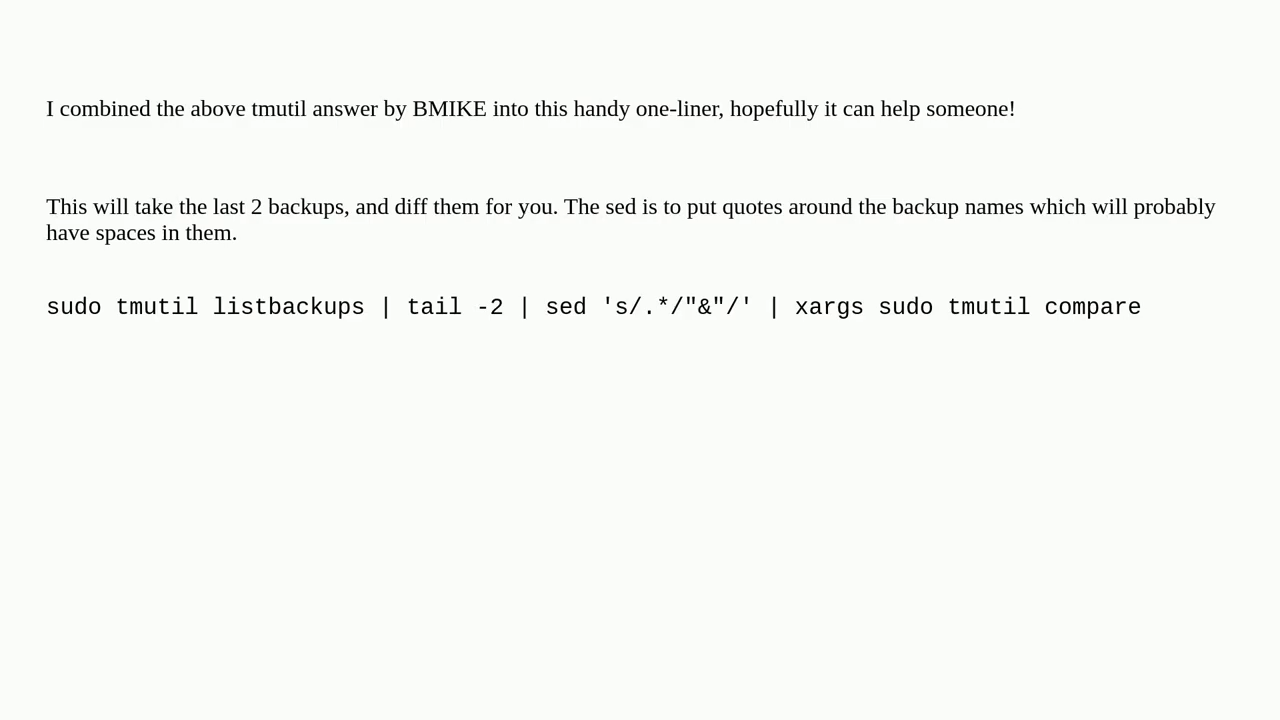 I combined the above tmutil answer by BMIKE into this handy one-liner, hopefully it can help someone!
This will take the last 2 backups, and diff them for you. The sed is to put quotes around the backup names which will probably
have spaces in them.
sudo tmutil listbackups | tail -2 | sed 's/.*/"&"/' | xargs sudo tmutil compare